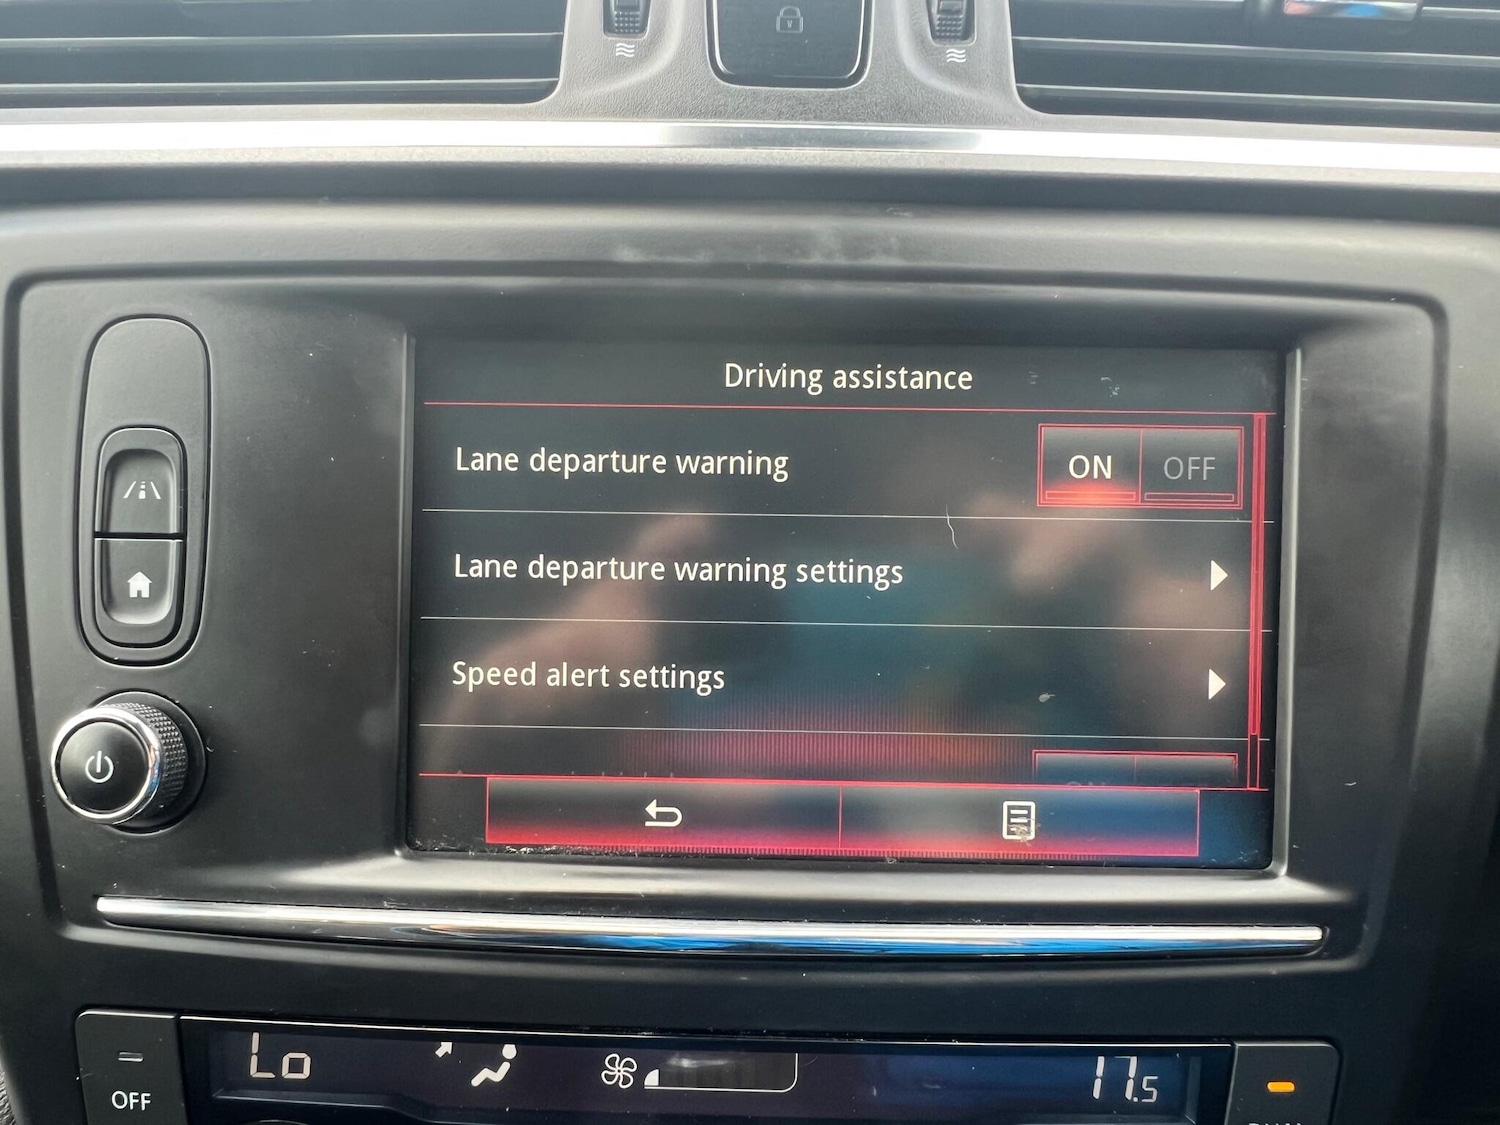 Driving assistance
Lane departure warning
ON OFF
Lane departure warning settings
Speed alert settings
Lo
17.5
OFF